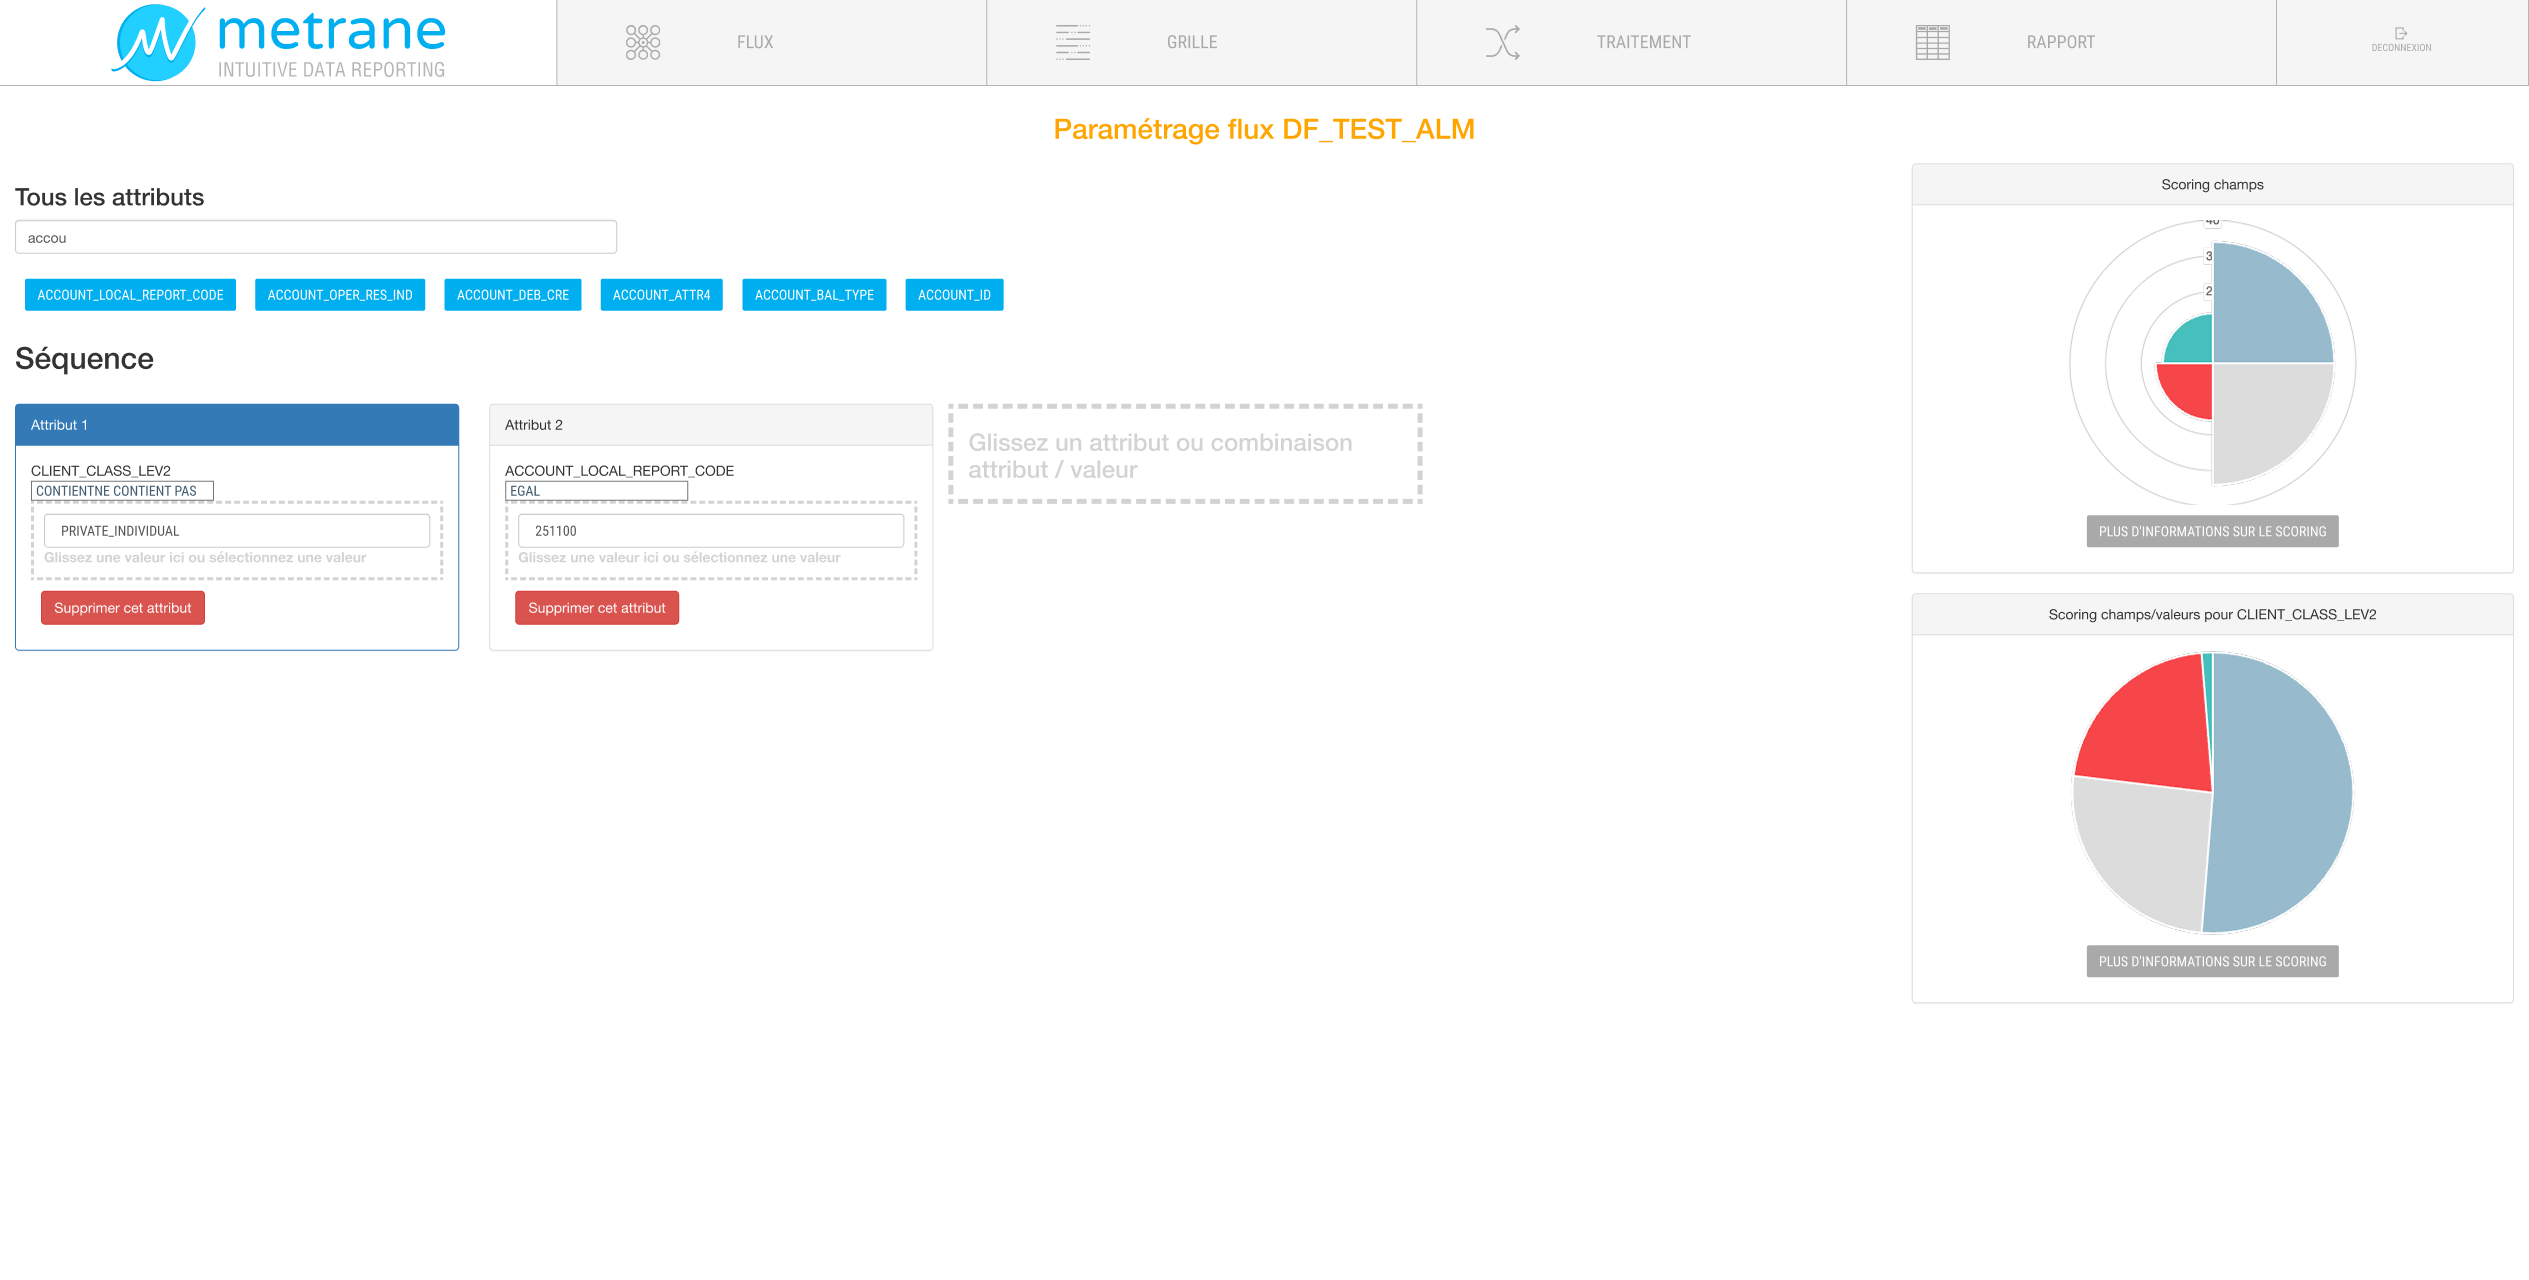 metrane
INTUITIVE DATA REPORTING
FLUX
GRILLE
TRAITEMENT
RAPPORT
DECONNEXION
Paramétrage flux DF_TEST_ALM
Tous les attributs
accou
ACCOUNT_LOCAL_REPORT_CODE
ACCOUNT_OPER_RES_IND
ACCOUNT_DEB_CRE
ACCOUNT_ATTR4
ACCOUNT_BAL_TYPE
ACCOUNT_ID
Séquence
Attribut 1
CLIENT_CLASS_LEV2
CONTIENTNE CONTIENT PAS
PRIVATE_INDIVIDUAL
Glissez une valeur ici ou sélectionnez une valeur
Supprimer cet attribut
Attribut 2
ACCOUNT_LOCAL_REPORT_CODE
EGAL
251100
Glissez une valeur ici ou sélectionnez une valeur
Supprimer cet attribut
Glissez un attribut ou combinaison
attribut / valeur
Scoring champs
40
3
2
PLUS D'INFORMATIONS SUR LE SCORING
Scoring champs/valeurs pour CLIENT_CLASS_LEV2
PLUS D'INFORMATIONS SUR LE SCORING